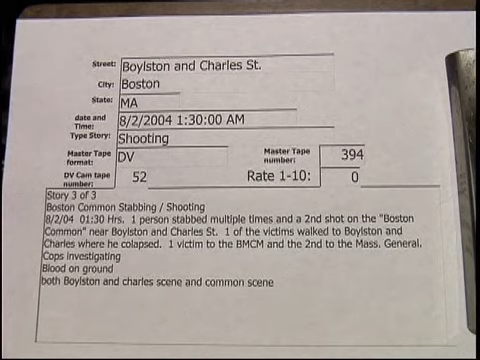 Street: Boylston and Charles St.
City: Boston
State: MA
date and Time: 8/2/2004 1:30:00 AM
Type Story: Shooting
Master Tape format: DV Master Tape number: 394
DV Cam tape number: 52 Rate 1-10: 0
Story 3 of 3
Boston Common Stabbing / Shooting
8/2/04 01:30 Hrs. 1 person stabbed multiple times and a 2nd shot on the "Boston
Common" near Boylston and Charles St. 1 of the victims walked to Boylston and
Charles where he colapsed. 1 victim to the BMCM and the 2nd to the Mass. General.
Cops investigating
Blood on ground
both Boylston and charles scene and common scene